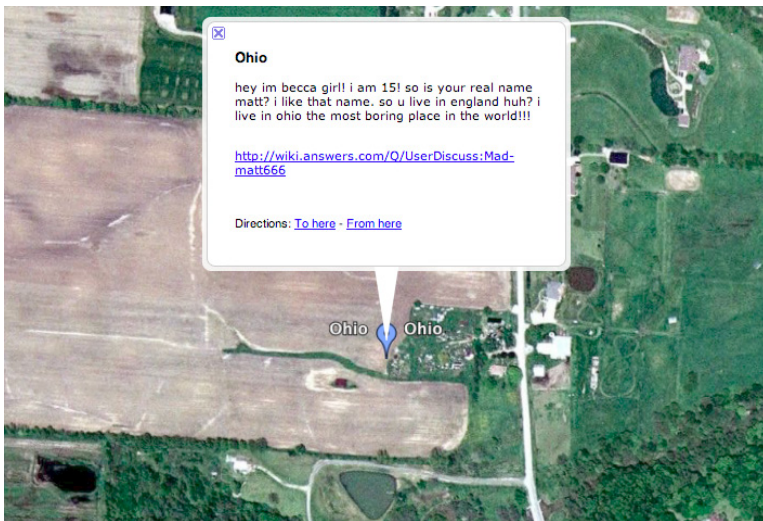 Ohio
hey im becca girl! i am 15! so is your real name
matt? i like that name. so u live in england huh? i
live in ohio the most boring place in the world!!!
http://wiki.answers.com/Q/UserDiscuss:Mad-
matt666
Directions: To here - From here
Ohio Ohio